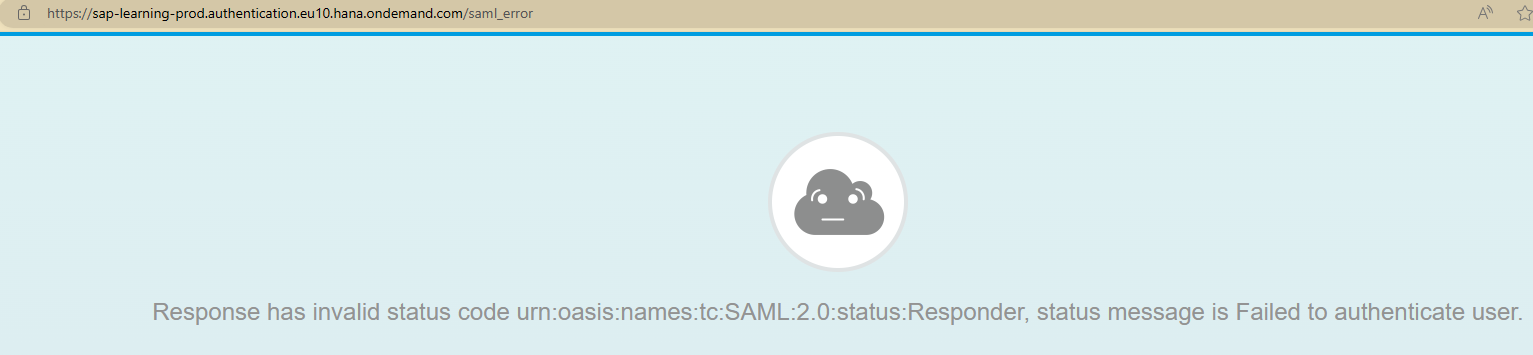 https://sap-learning-prod.authentication.eu10.hana.ondemand.com/saml_error
Response has invalid status code urn:oasis:names:tc:SAML:2.0:status:Responder, status message is Failed to authenticate user.